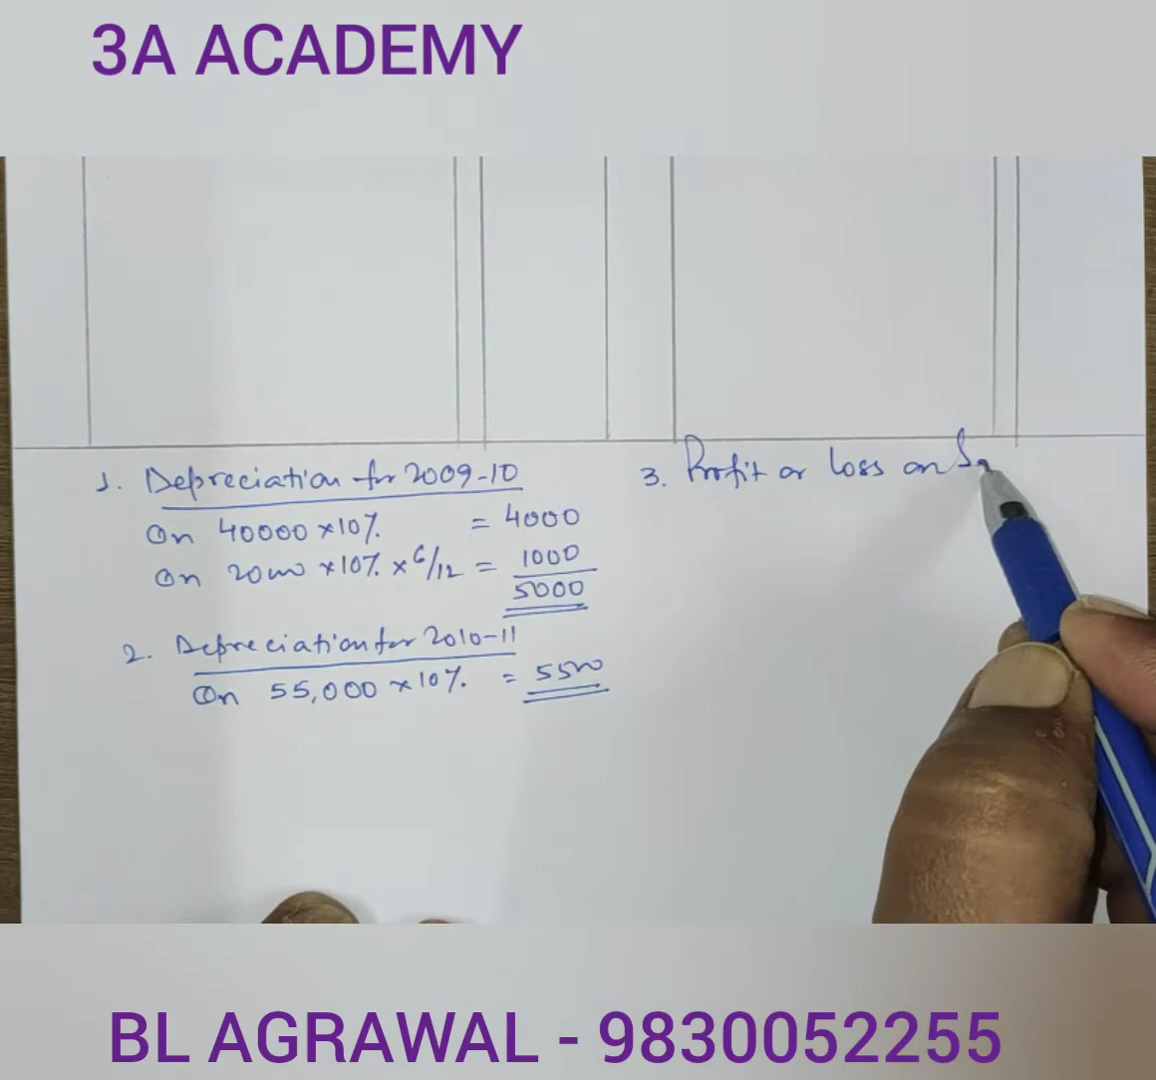 3A ACADEMY
1. Depreciation for 2009-10
On 40000 ×10% = 4000
On 20000 ×10% × 6/12 = 1000
5000
2. Depreciation for 2010-11
On 55,000 ×10% = 5500
3. Profit or loss on S
BL AGRAWAL - 9830052255